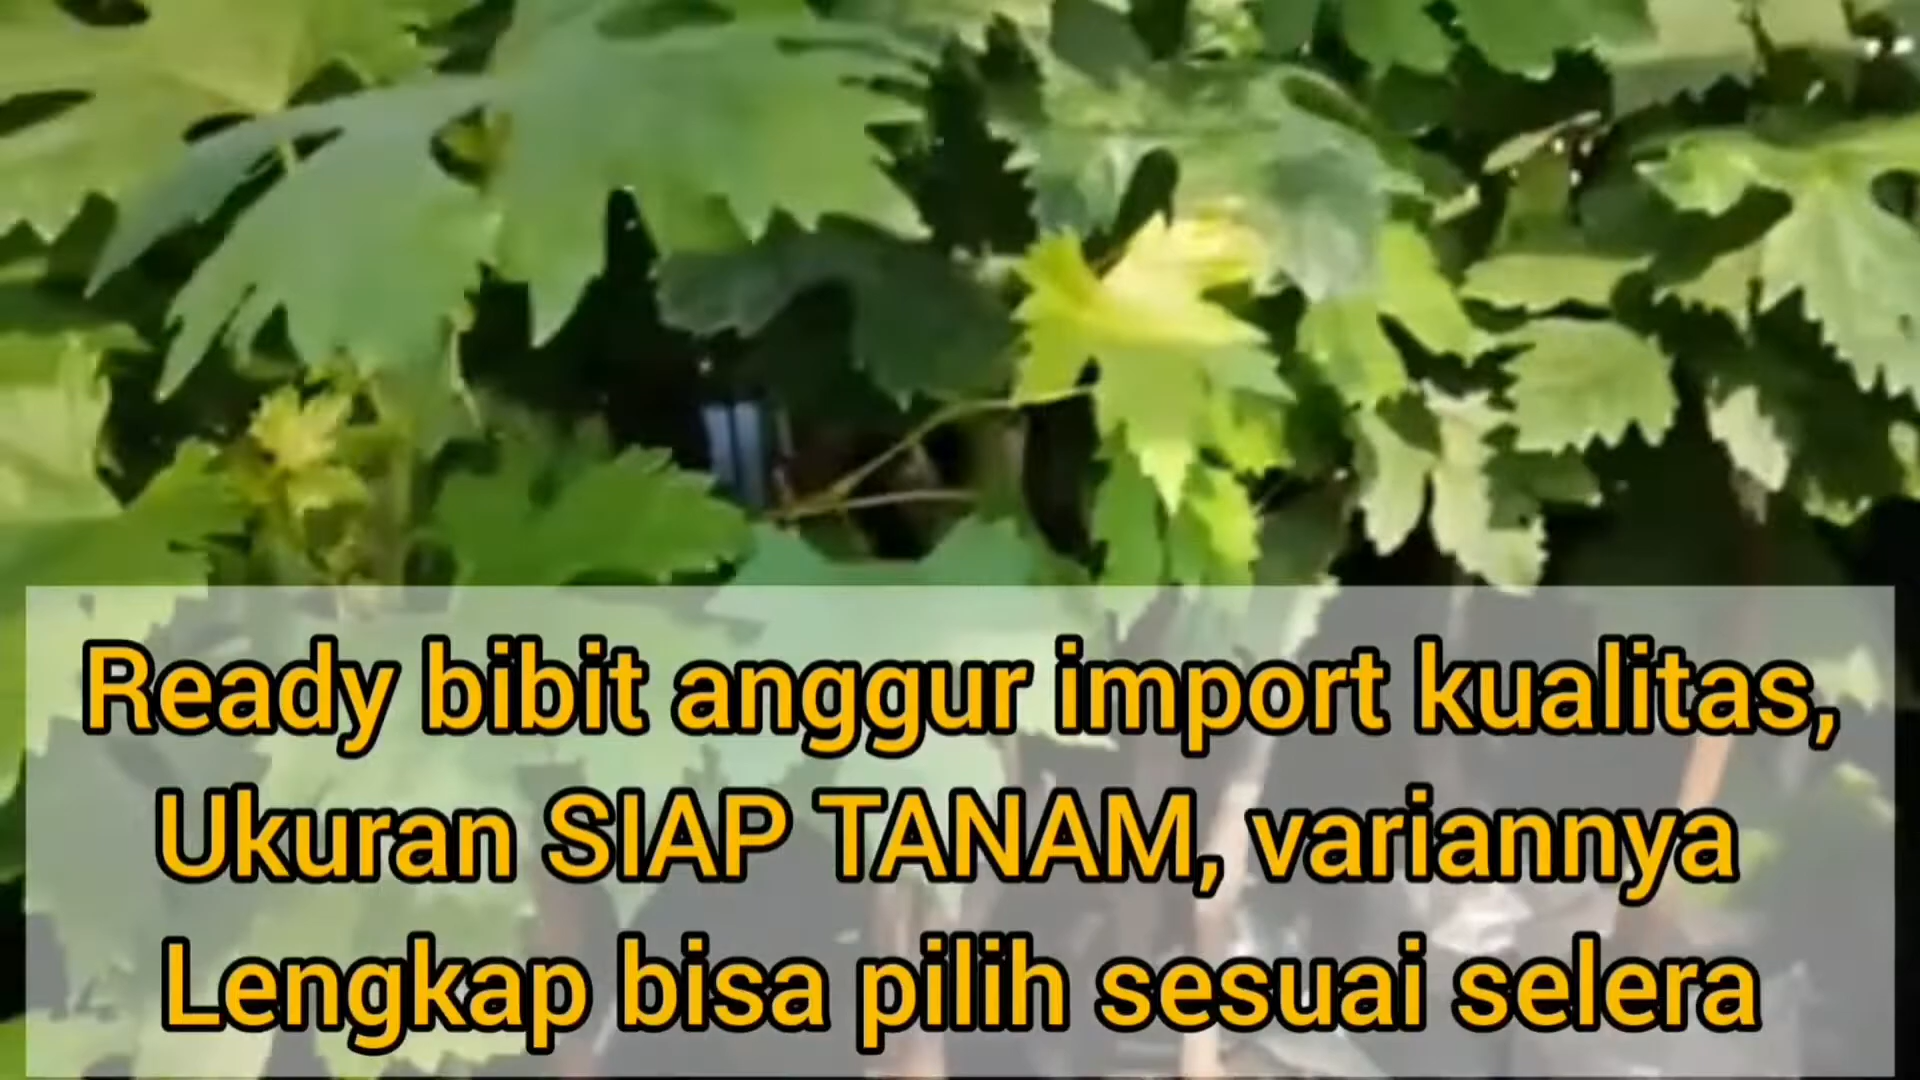 Ready bibit anggur import kualitas,
Ukuran SIAP TANAM, variannya
Lengkap bisa pilih sesuai selera